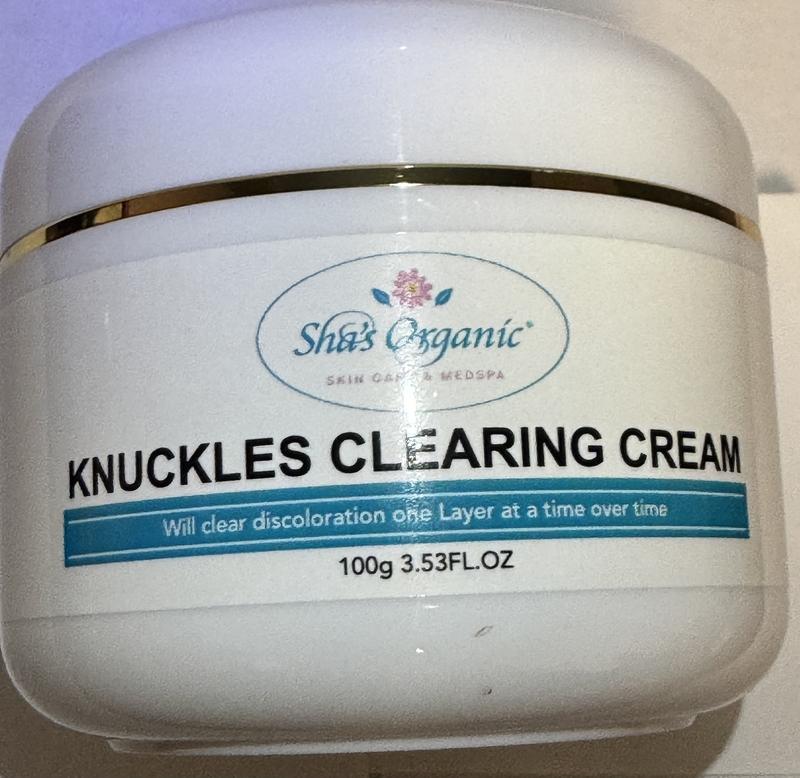 Sha's Organic
SKIN CARE & MEDSPA
KNUCKLES CLEARING CREAM
Will clear discoloration one Layer at a time over time
100g 3.53FL.OZ